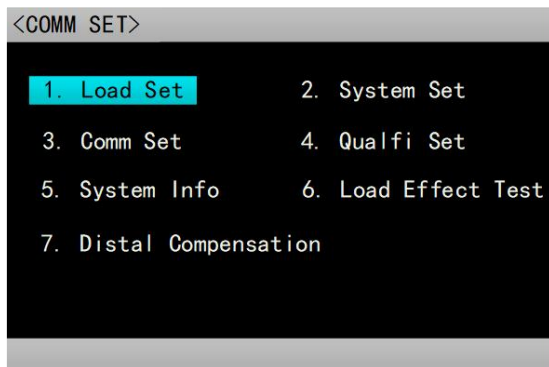 <COMM SET>
1. Load Set 2. System Set
3. Comm Set 4. Qualfi Set
5. System Info 6. Load Effect Test
7. Distal Compensation